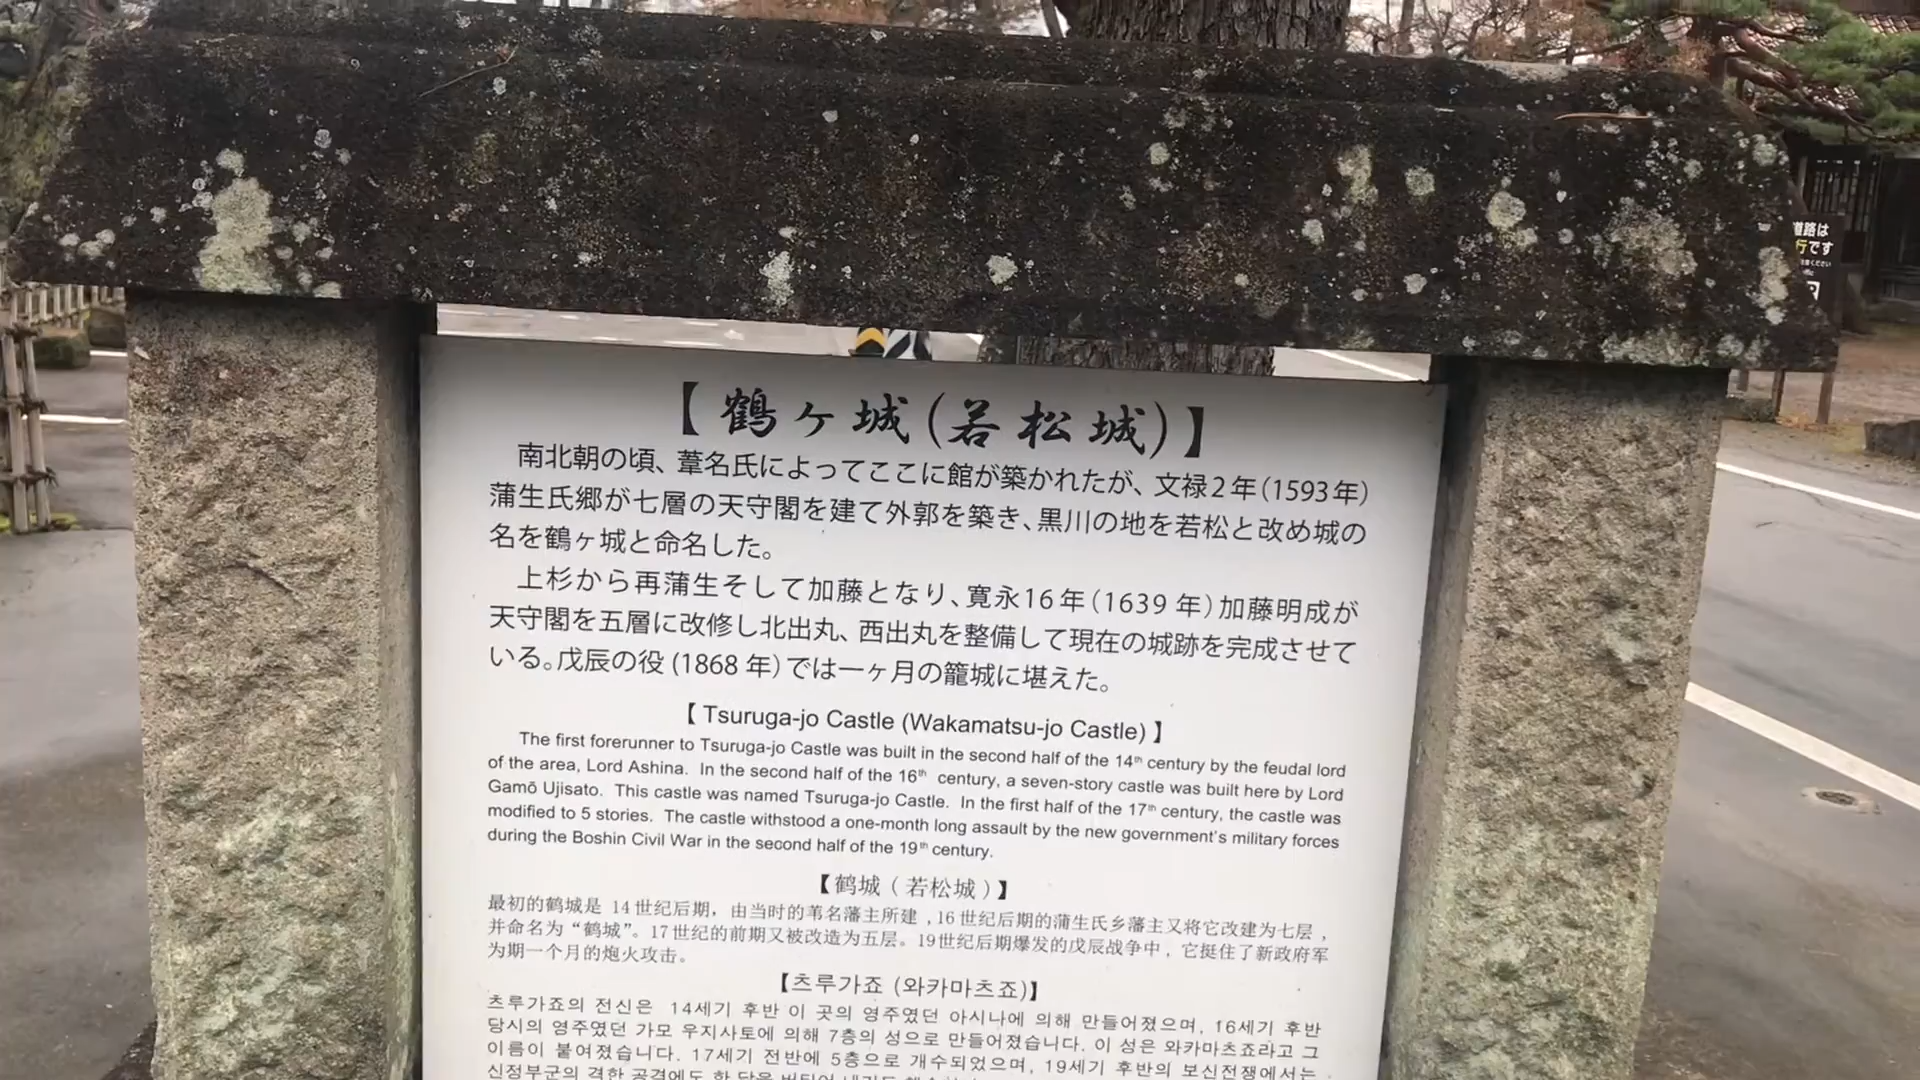 道路は
行です
【鶴ヶ城(若松城)】
南北朝の頃、葦名氏によってここに館が築かれたが、文禄2年(1593年)
蒲生氏郷が七層の天守閣を建て外郭を築き、黒川の地を若松と改め城の
名を鶴ヶ城と命名した。
上杉から再蒲生そして加藤となり、寛永16年(1639年)加藤明成が
天守閣を五層に改修し北出丸、西出丸を整備して現在の城跡を完成させて
いる。戊辰の役(1868年)では一ヶ月の籠城に堪えた。
【Tsuruga-jo Castle (Wakamatsu-jo Castle)】
The first forerunner to Tsuruga-jo Castle was built in the second half of the 14th century by the feudal lord
of the area, Lord Ashina. In the second half of the 16th century, a seven-story castle was built here by Lord
Gamō Ujisato. This castle was named Tsuruga-jo Castle. In the first half of the 17th century, the castle was
modified to 5 stories. The castle withstood a one-month long assault by the new government's military forces
during the Boshin Civil War in the second half of the 19th century.
【鹤城(若松城)】
最初的鹤城是 14世纪后期，由当时的苇名藩主所建，16世纪后期的蒲生氏乡藩主又将它改建为七层，
并命名为“鹤城”。17世纪的前期又被改造为五层。19世纪后期爆发的戊辰战争中，它挺住了新政府军
为期一个月的炮火攻击。
【츠루가죠 (와카마츠죠)】
츠루가죠의 전신은 14세기 후반 이 곳의 영주였던 아시나에 의해 만들어졌으며, 16세기 후반
당시의 영주였던 가모 우지사토에 의해 7층의 성으로 만들어졌습니다. 이 성은 와카마츠죠라고 그
이름이 붙여졌습니다. 17세기 전반에 5층으로 개수되었으며, 19세기 후반의 보신전쟁에서는
신정부군의 격한 공격에도 한 달을